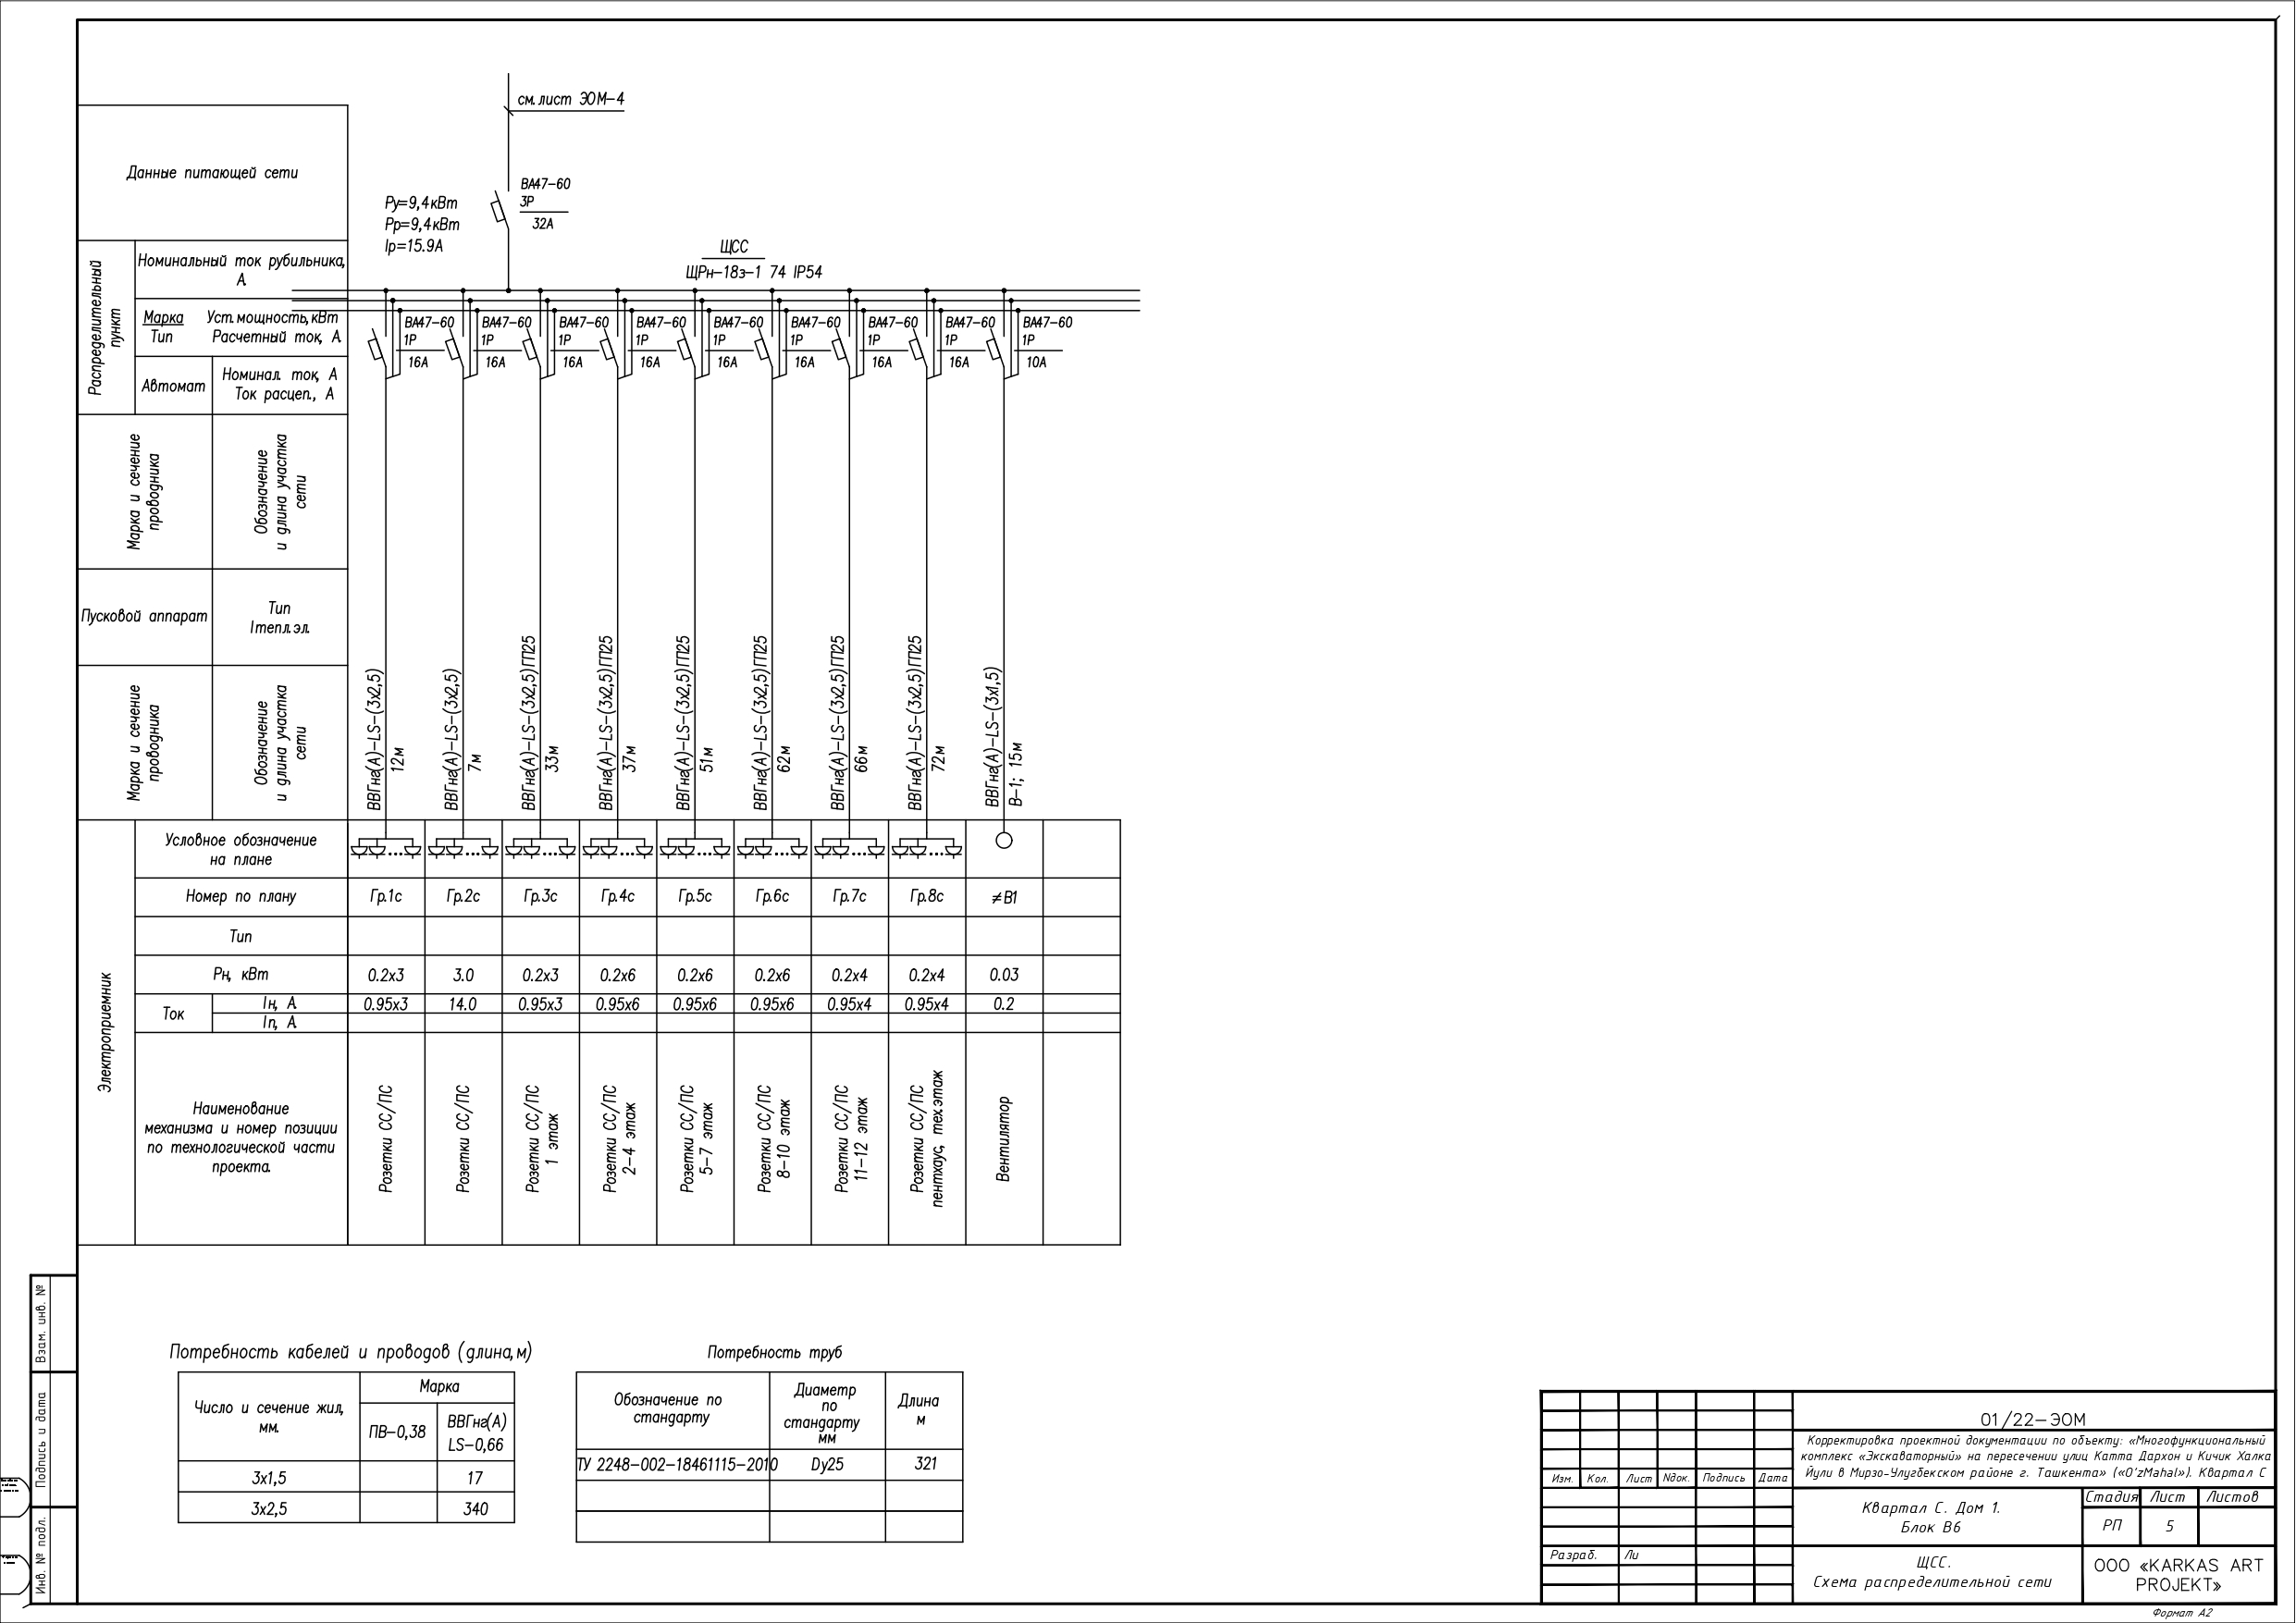 см. лист ЭОМ-4
Данные питающей сети
ВА47-60
3Р
32А
Ру=9,4кВт
Рр=9,4кВт
Iр=15.9А
ЩСС
ЩРн-18з-1 74 IP54
Распределительный
пункт
Номинальный ток рубильника,
А.
Марка Уст. мощность, кВт
Тип Расчетный ток, А.
Автомат
Номинал. ток, А
Ток расцеп., А
ВА47-60 ВА47-60 ВА47-60 ВА47-60 ВА47-60 ВА47-60 ВА47-60 ВА47-60 ВА47-60
1Р 1Р 1Р 1Р 1Р 1Р 1Р 1Р 1Р
16А 16А 16А 16А 16А 16А 16А 16А 10А
Марка и сечение
проводника
Обозначение
и длина участка
сети
Пусковой аппарат
Тип
Iтепл.эл.
Марка и сечение
проводника
Обозначение
и длина участка
сети
ВВГнг(А)-LS-(3х2,5)
12м
ВВГнг(А)-LS-(3х2,5)
7м
ВВГнг(А)-LS-(3х2,5)ГП25
33м
ВВГнг(А)-LS-(3х2,5)ГП25
37м
ВВГнг(А)-LS-(3х2,5)ГП25
51м
ВВГнг(А)-LS-(3х2,5)ГП25
62м
ВВГнг(А)-LS-(3х2,5)ГП25
66м
ВВГнг(А)-LS-(3х2,5)ГП25
72м
ВВГнг(А)-LS-(3х1,5)
В-1; 15м
Электроприемник
Условное обозначение
на плане
Номер по плану Гр.1с Гр.2с Гр.3с Гр.4с Гр.5с Гр.6с Гр.7с Гр.8с ≠В1
Тип
Рн, кВт 0.2х3 3.0 0.2х3 0.2х6 0.2х6 0.2х6 0.2х4 0.2х4 0.03
Ток
Iн, А. 0.95х3 14.0 0.95х3 0.95х6 0.95х6 0.95х6 0.95х4 0.95х4 0.2
Iп, А.
Наименование
механизма и номер позиции
по технологической части
проекта.
Розетки СС/ПС
Розетки СС/ПС
Розетки СС/ПС
1 этаж
Розетки СС/ПС
2-4 этаж
Розетки СС/ПС
5-7 этаж
Розетки СС/ПС
8-10 этаж
Розетки СС/ПС
11-12 этаж
Розетки СС/ПС
пентхаус, тех.этаж
Вентилятор
Потребность кабелей и проводов (длина,м)
Число и сечение жил,
мм.
Марка
ПВ-0,38
ВВГнг(А)
LS-0,66
3х1,5 17
3х2,5 340
Потребность труб
Обозначение по
стандарту
Диаметр
по
стандарту
мм
Длина
м
ТУ 2248-002-18461115-2010 Dy25 321
Взам. инв. №
Подпись и дата
Инв. № подл.
01/22-ЭОМ
Корректировка проектной документации по объекту: «Многофункциональный
комплекс «Экскаваторный» на пересечении улиц Катта Дархон и Кичик Халка
Йули в Мирзо-Улугбекском районе г. Ташкента» («O'zMahal»). Квартал С
Изм. Кол. Лист Nдок. Подпись Дата
Квартал С. Дом 1.
Блок В6
Стадия Лист Листов
РП 5
Разраб. Ли
ЩСС.
Схема распределительной сети
ООО «KARKAS ART
PROJEKT»
Формат А2